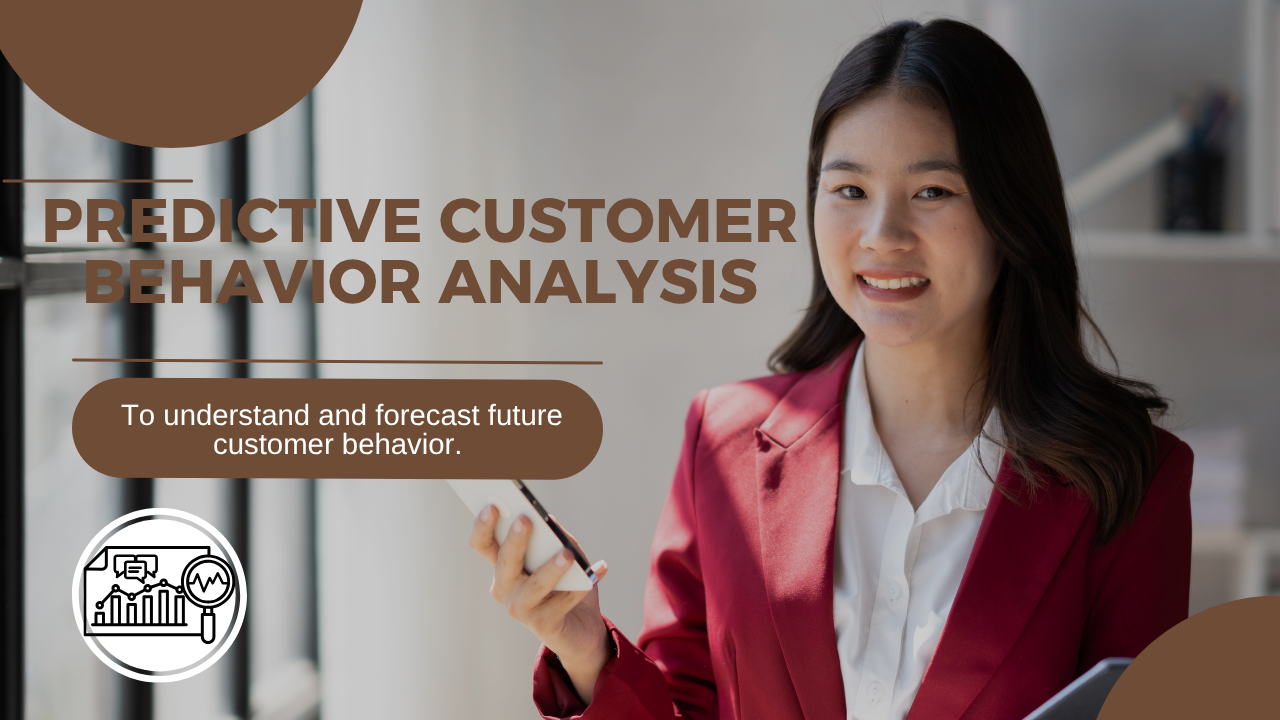 PREDICTIVE CUSTOMER
BEHAVIOR ANALYSIS
To understand and forecast future
customer behavior.